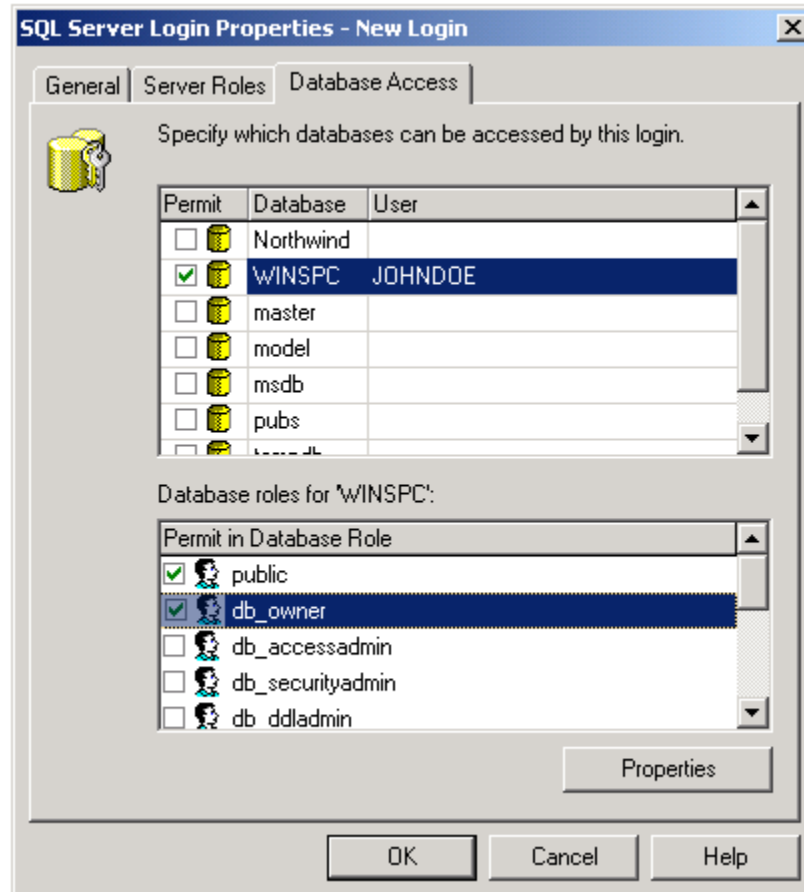 SQL Server Login Properties - New Login
General Server Roles Database Access
Specify which databases can be accessed by this login.
Permit Database User
Northwind
WINSPC JOHNDOE
master
model
msdb
pubs
Database roles for 'WINSPC':
Permit in Database Role
public
db_owner
db_accessadmin
db_securityadmin
db_ddladmin
Properties
OK Cancel Help